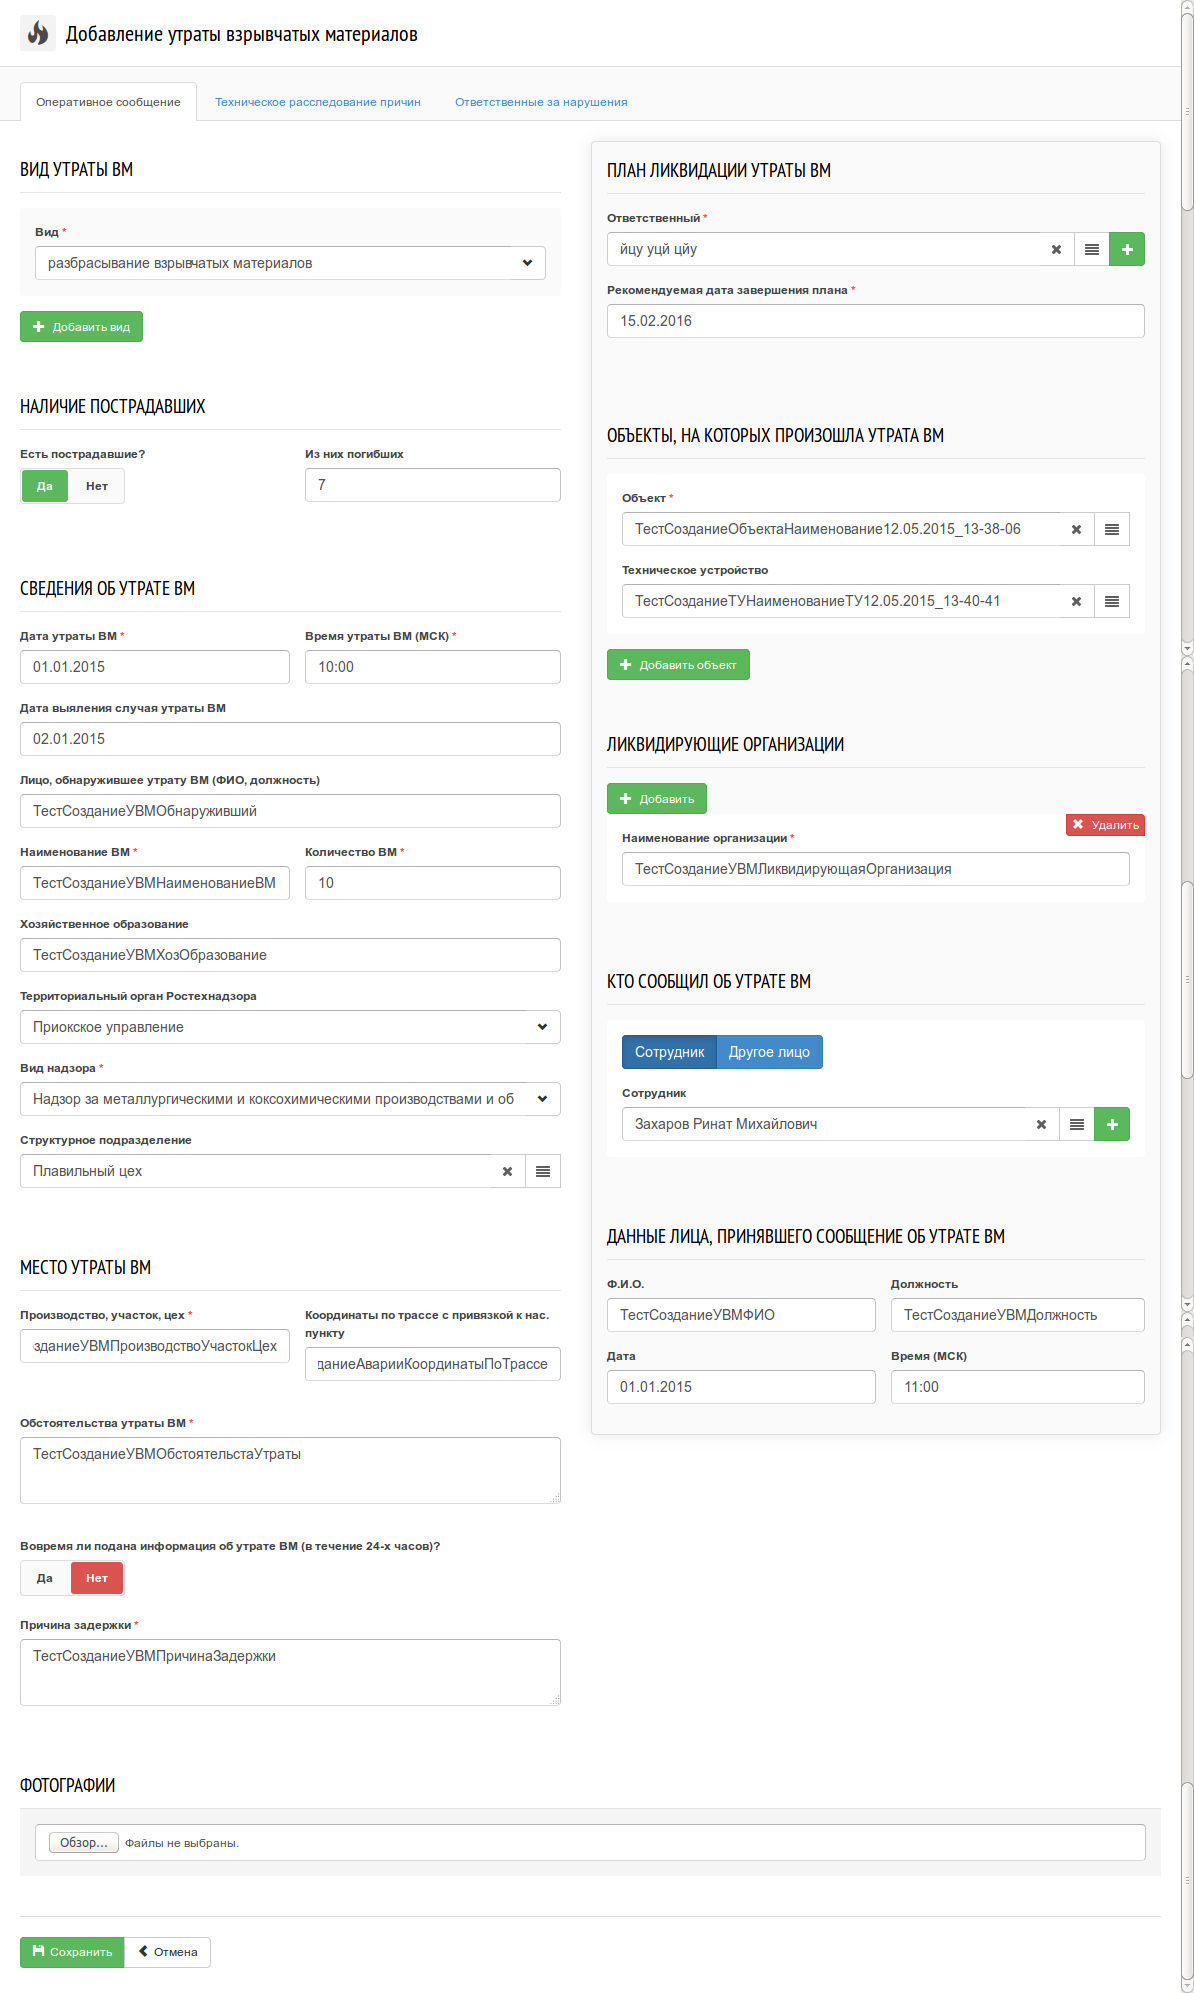 Добавление утраты взрывчатых материалов
Оперативное сообщение
Техническое расследование причин
Ответственные за нарушения
ВИД УТРАТЫ ВМ
Вид *
разбрасывание взрывчатых материалов
Добавить вид
НАЛИЧИЕ ПОСТРАДАВШИХ
Есть пострадавшие?
Из них погибших
Да
Нет
7
СВЕДЕНИЯ ОБ УТРАТЕ ВМ
Дата утраты ВМ *
Время утраты ВМ (МСК) *
01.01.2015
10:00
Дата выяления случая утраты ВМ
02.01.2015
Лицо, обнаружившее утрату ВМ (ФИО, должность)
ТестСозданиеУВМОбнаруживший
Наименование ВМ *
Количество ВМ *
ТестСозданиеУВМНаименованиеВМ
10
Хозяйственное образование
ТестСозданиеУВМХозОбразование
Территориальный орган Ростехнадзора
Приокское управление
Вид надзора *
Надзор за металлургическими и коксохимическими производствами и об
Структурное подразделение
Плавильный цех
МЕСТО УТРАТЫ ВМ
Производство, участок, цех *
Координаты по трассе с привязкой к нас.
пункту
зданиеУВМПроизводствоУчастокЦех
даниеАварииКоординатыПоТрассе
Обстоятельства утраты ВМ *
ТестСозданиеУВМОбстоятельстаУтраты
Вовремя ли подана информация об утрате ВМ (в течение 24-х часов)?
Да
Нет
Причина задержки *
ТестСозданиеУВМПричинаЗадержки
ПЛАН ЛИКВИДАЦИИ УТРАТЫ ВМ
Ответственный *
йцу уцй цйу
Рекомендуемая дата завершения плана *
15.02.2016
ОБЪЕКТЫ, НА КОТОРЫХ ПРОИЗОШЛА УТРАТА ВМ
Объект *
ТестСозданиеОбъектаНаименование12.05.2015_13-38-06
Техническое устройство
ТестСозданиеТУНаименованиеТУ12.05.2015_13-40-41
Добавить объект
ЛИКВИДИРУЮЩИЕ ОРГАНИЗАЦИИ
Добавить
Удалить
Наименование организации *
ТестСозданиеУВМЛиквидирующаяОрганизация
КТО СООБЩИЛ ОБ УТРАТЕ ВМ
Сотрудник
Другое лицо
Сотрудник
Захаров Ринат Михайлович
ДАННЫЕ ЛИЦА, ПРИНЯВШЕГО СООБЩЕНИЕ ОБ УТРАТЕ ВМ
Ф.И.О.
Должность
ТестСозданиеУВМФИО
ТестСозданиеУВМДолжность
Дата
Время (МСК)
01.01.2015
11:00
ФОТОГРАФИИ
Обзор...
Файлы не выбраны.
Сохранить
Отмена